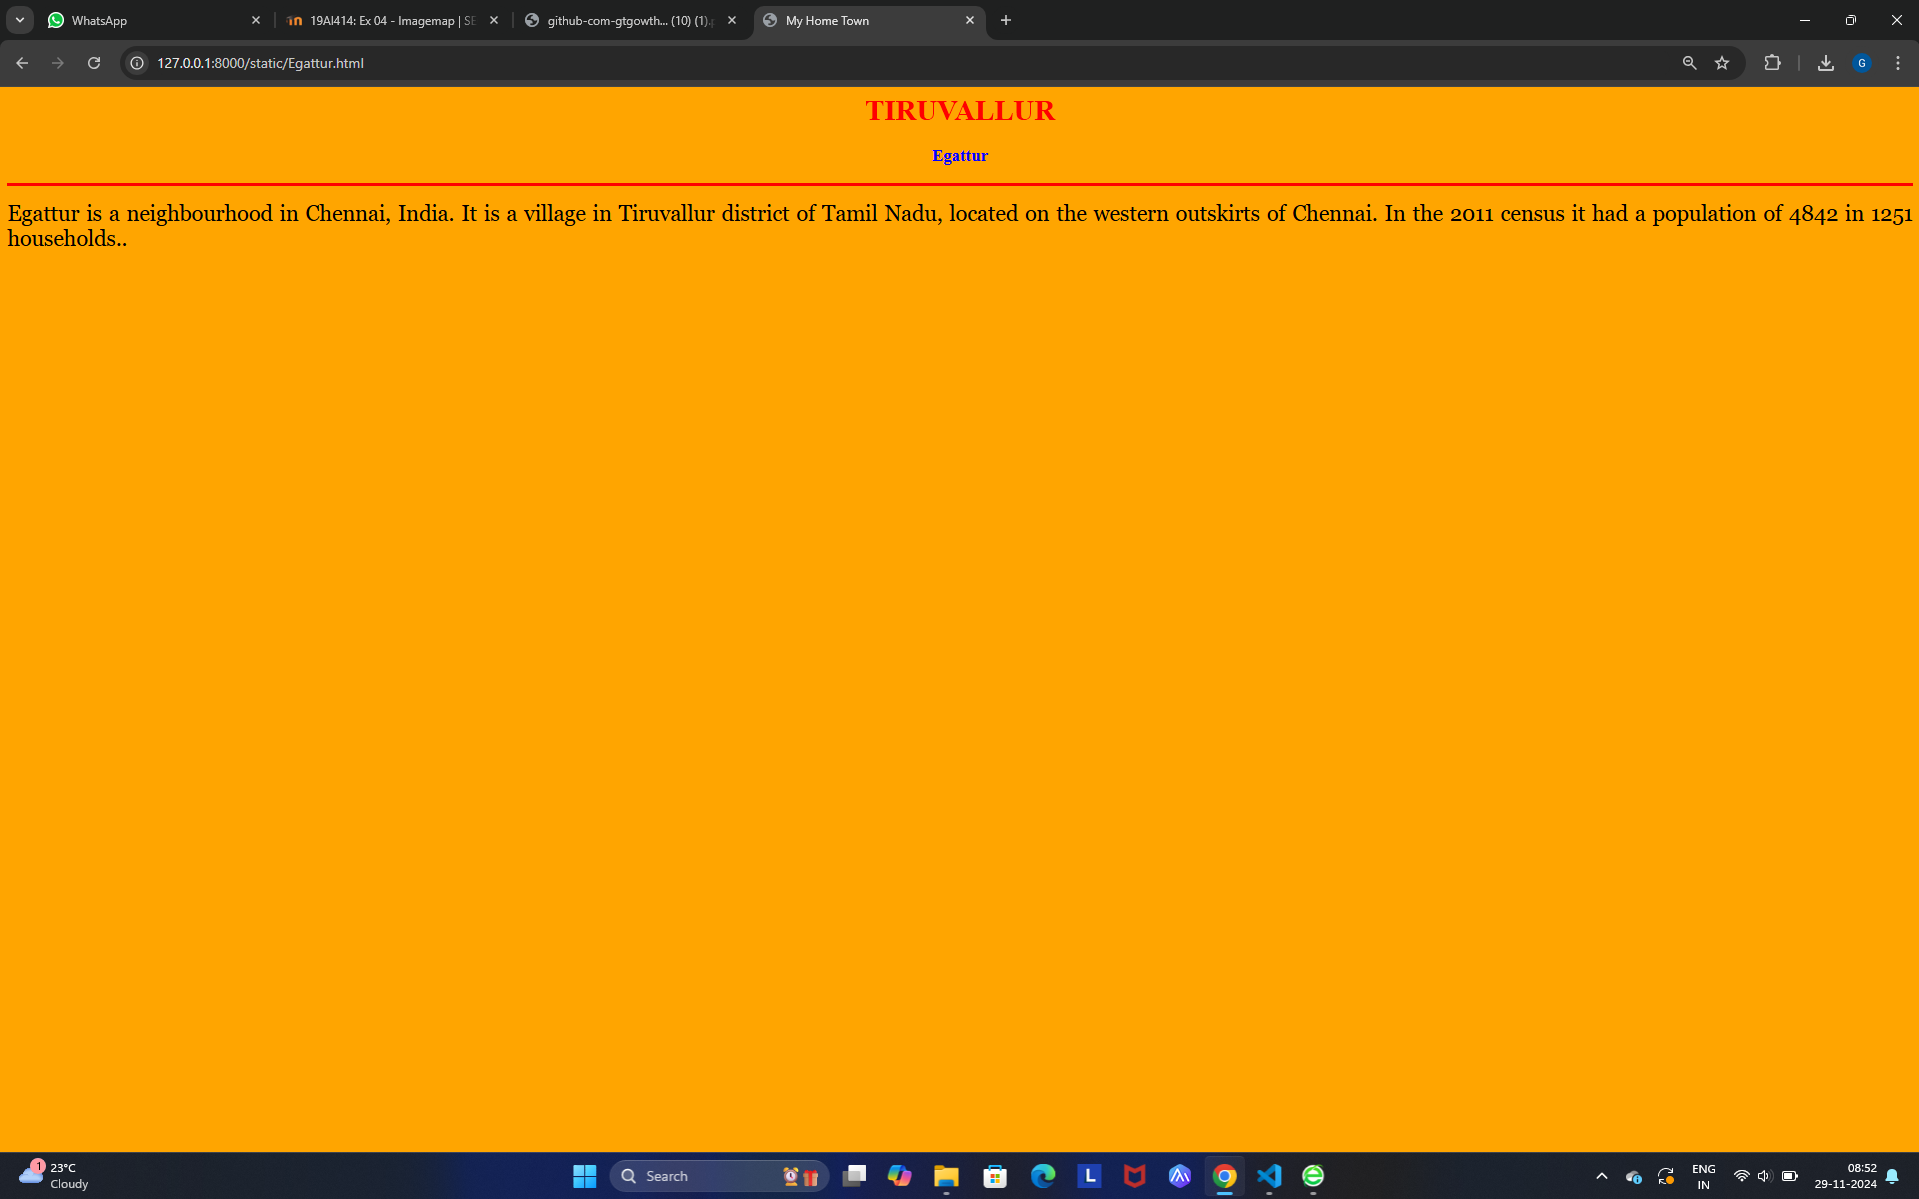 WhatsApp
19AI414: Ex 04 - Imagemap | SE
github-com-gtgowth... (10) (1).
My Home Town
127.0.0.1:8000/static/Egattur.html
G
TIRUVALLUR
Egattur
Egattur is a neighbourhood in Chennai, India. It is a village in Tiruvallur district of Tamil Nadu, located on the western outskirts of Chennai. In the 2011 census it had a population of 4842 in 1251
households..
1
23°C
Cloudy
Search
L
ENG
IN
08:52
29-11-2024